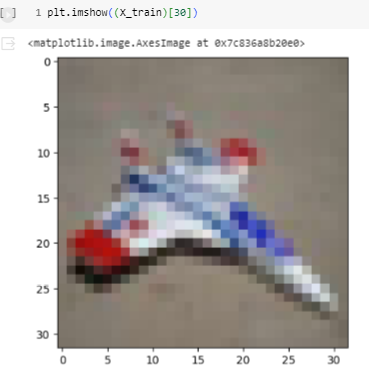 [ ] 1 plt.imshow((X_train)[30])
<matplotlib.image.AxesImage at 0x7c836a8b20e0>
0
5
10
15
20
25
30
0 5 10 15 20 25 30